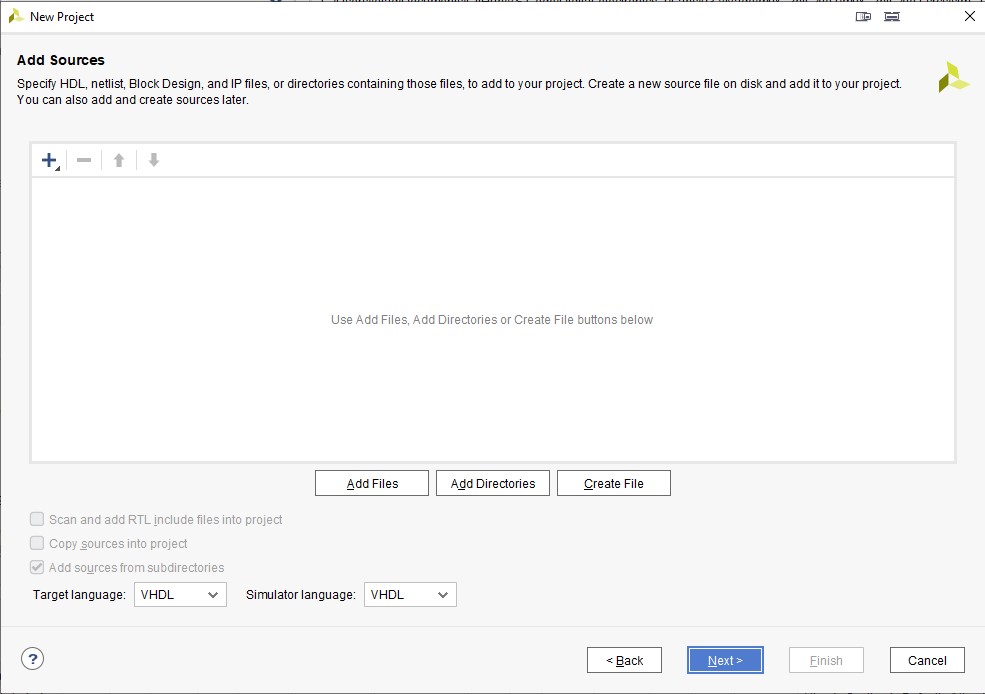 New Project
Add Sources
Specify HDL, netlist, Block Design, and IP files, or directories containing those files, to add to your project. Create a new source file on disk and add it to your project.
You can also add and create sources later.
Use Add Files, Add Directories or Create File buttons below
Add Files Add Directories Create File
Scan and add RTL include files into project
Copy sources into project
Add sources from subdirectories
Target language: VHDL Simulator language: VHDL
? < Back Next > Finish Cancel